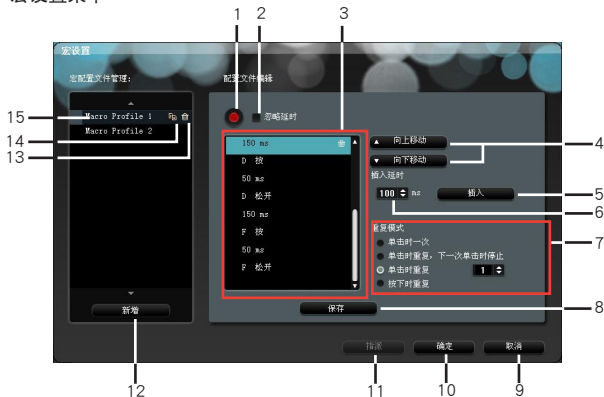 1 2 3
宏设置
宏配置文件管理: 配置文件编辑
15 Macro Profile 1
14 Macro Profile 2
13
忽略延时
150 ms
D 按
50 ms
D 松开
150 ms
F 按
50 ms
F 松开
向上移动 4
向下移动
插入延时
100 ms 插入 5
6
重复模式 7
单击时一次
单击时重复, 下一次单击时停止
单击时重复 1
按下时重复
新增 保存 8
指派 确定 取消
12 11 10 9